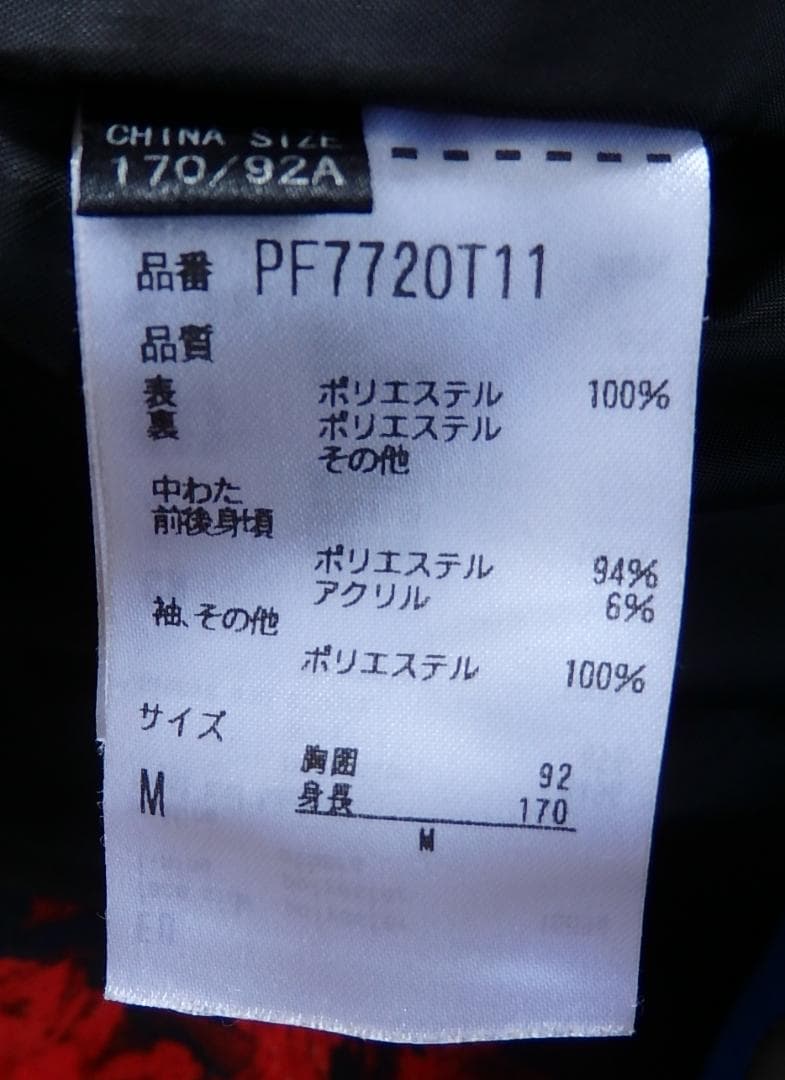 CHINA SIZE
170/92A
品番 PF7720T11
品質
表 ポリエステル 100%
裏 ポリエステル
その他
中わた
前後身頃
ポリエステル 94%
アクリル 6%
袖、その他
ポリエステル 100%
サイズ
胸囲 92
M 身長 170
M